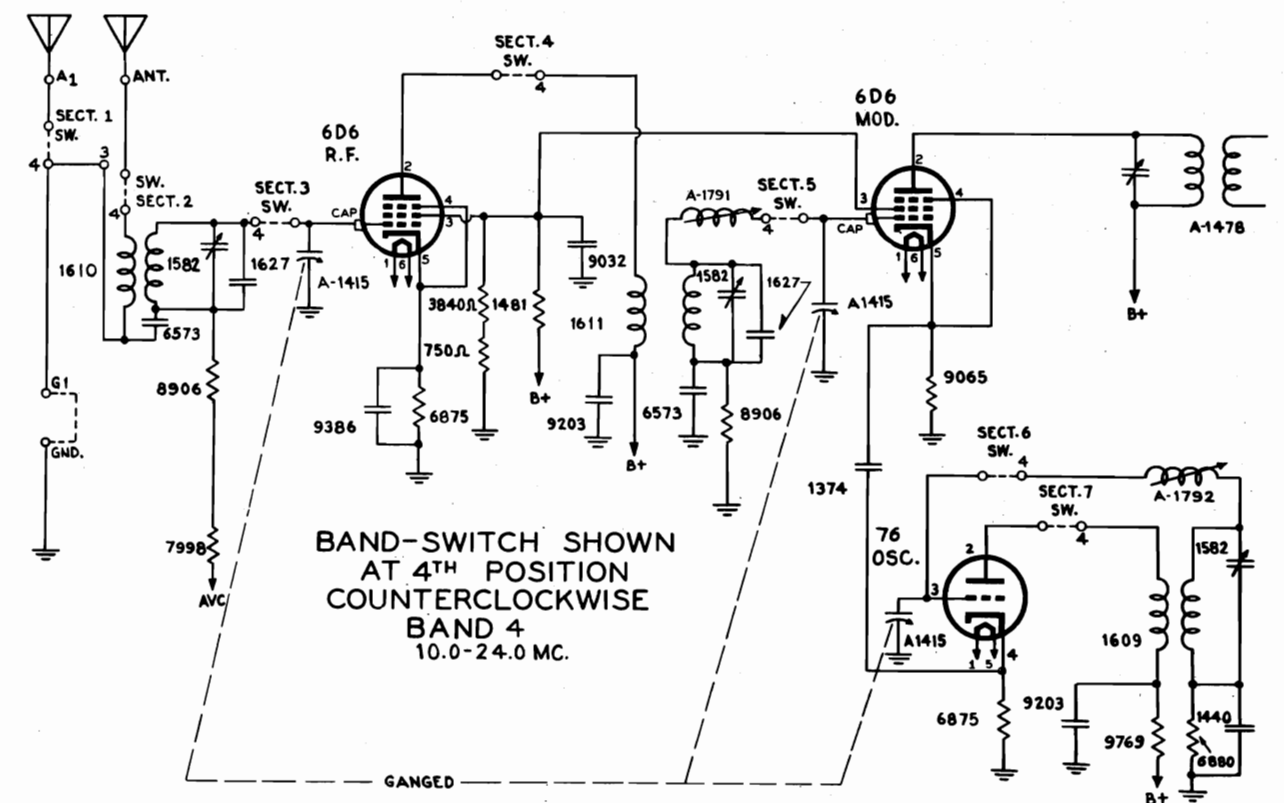 A1
ANT.
SECT. 1
SW.
4
3
SW.
SECT. 2
4
1610
1582
6573
1627
SECT.3
SW.
4
A-1415
CAP
6D6
R.F.
2
4
3
1
6
5
SECT.4
SW.
4
9032
3840Ω
1481
750Ω
B+
8906
9386
6875
G1
GND.
7998
AVC
1611
9203
B+
A-1791
SECT.5
SW.
4
1582
1627
6573
8906
A1415
6D6
MOD.
2
3
4
CAP
1
6
5
A-1478
B+
9065
1374
SECT.6
SW.
4
A-1792
SECT.7
SW.
4
76
OSC.
2
3
1
5
4
A1415
6875
1609
1582
9203
9769
B+
1440
6880
BAND-SWITCH SHOWN
AT 4TH POSITION
COUNTERCLOCKWISE
BAND 4
10.0-24.0 MC.
GANGED